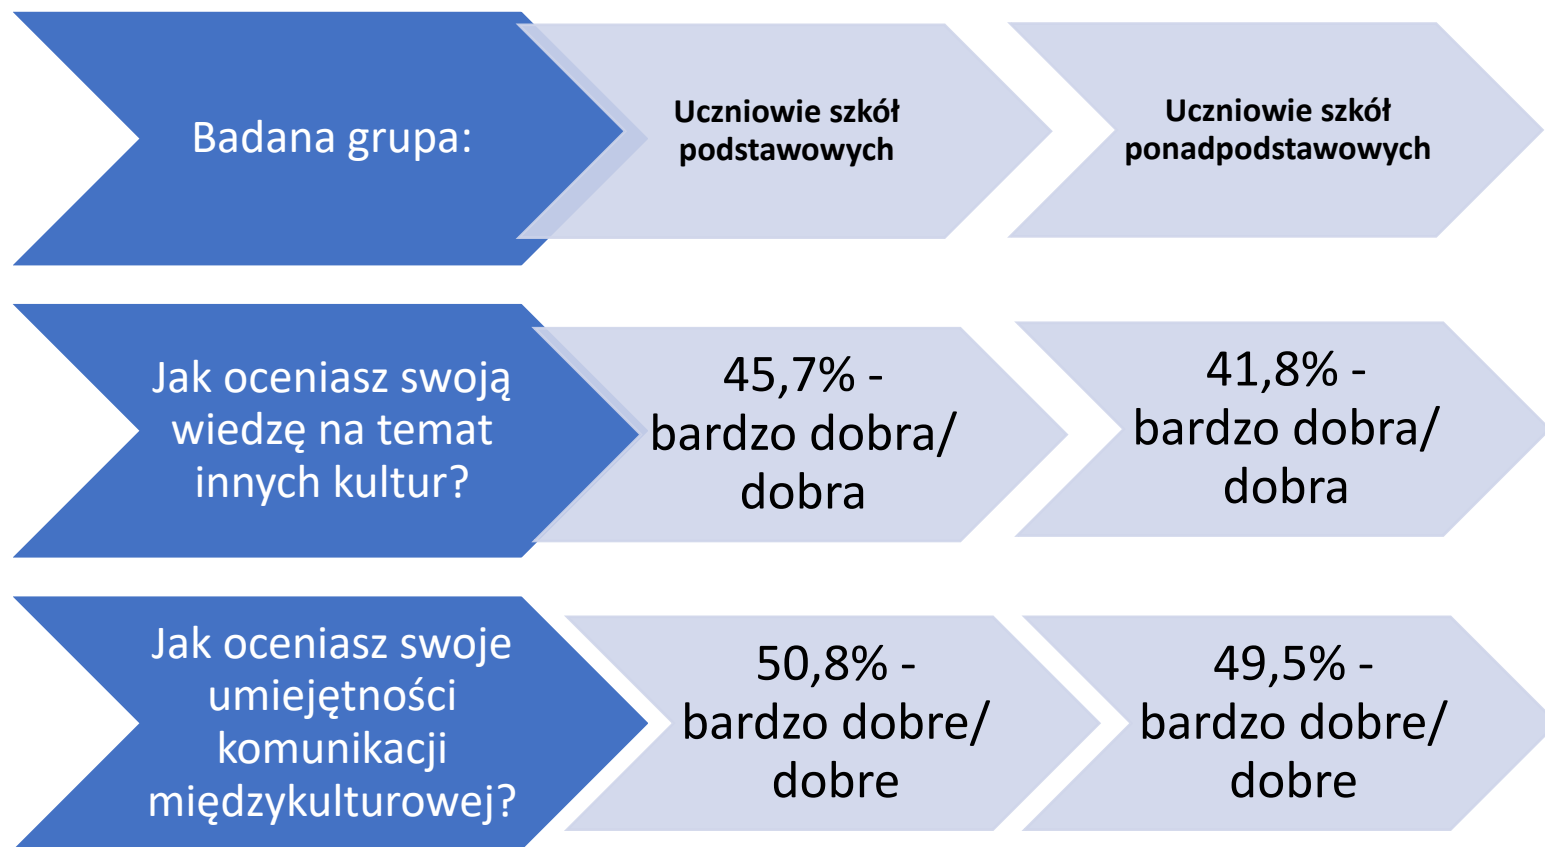 Badana grupa:
Uczniowie szkół
podstawowych
Uczniowie szkół
ponadpodstawowych
Jak oceniasz swoją
wiedzę na temat
innych kultur?
45,7% -
bardzo dobra/
dobra
41,8% -
bardzo dobra/
dobra
Jak oceniasz swoje
umiejętności
komunikacji
międzykulturowej?
50,8% -
bardzo dobre/
dobre
49,5% -
bardzo dobre/
dobre